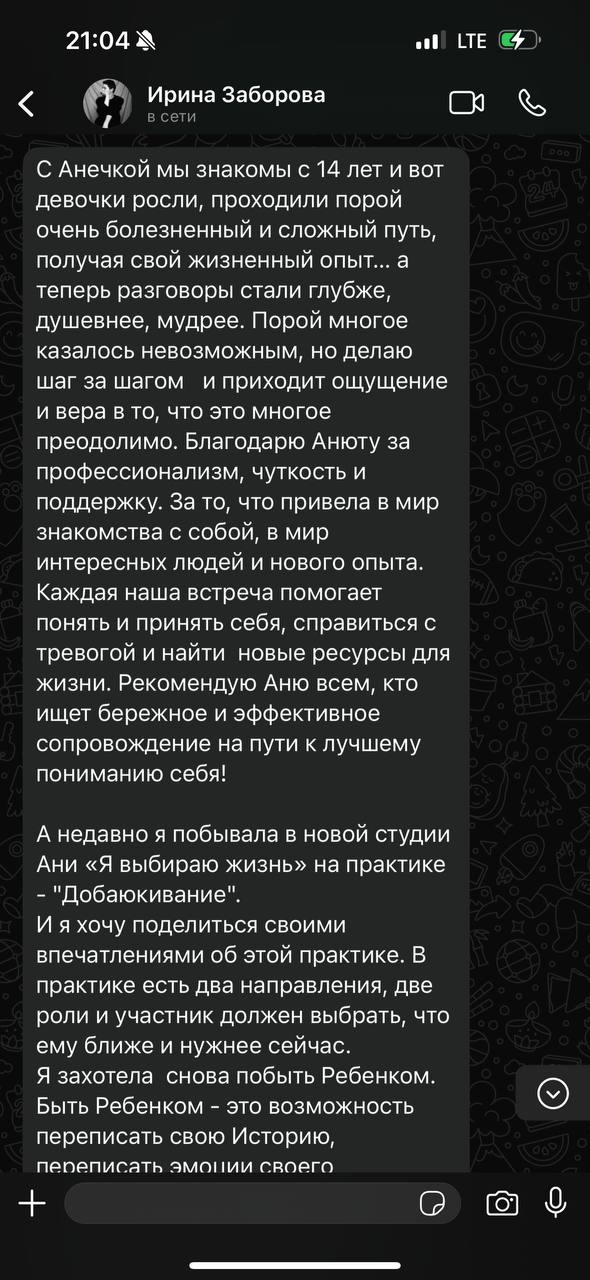 21:04
LTE
Ирина Заборова
в сети
С Анечкой мы знакомы с 14 лет и вот
девочки росли, проходили порой
очень болезненный и сложный путь,
получая свой жизненный опыт... а
теперь разговоры стали глубже,
душевнее, мудрее. Порой многое
казалось невозможным, но делаю
шаг за шагом   и приходит ощущение
и вера в то, что это многое
преодолимо. Благодарю Анюту за
профессионализм, чуткость и
поддержку. За то, что привела в мир
знакомства с собой, в мир
интересных людей и нового опыта.
Каждая наша встреча помогает
понять и принять себя, справиться с
тревогой и найти  новые ресурсы для
жизни. Рекомендую Аню всем, кто
ищет бережное и эффективное
сопровождение на пути к лучшему
пониманию себя!
А недавно я побывала в новой студии
Ани «Я выбираю жизнь» на практике
- "Добаюкивание".
И я хочу поделиться своими
впечатлениями об этой практике. В
практике есть два направления, две
роли и участник должен выбрать, что
ему ближе и нужнее сейчас.
Я захотела  снова побыть Ребенком.
Быть Ребенком - это возможность
переписать свою Историю,
переписать эмоции своего